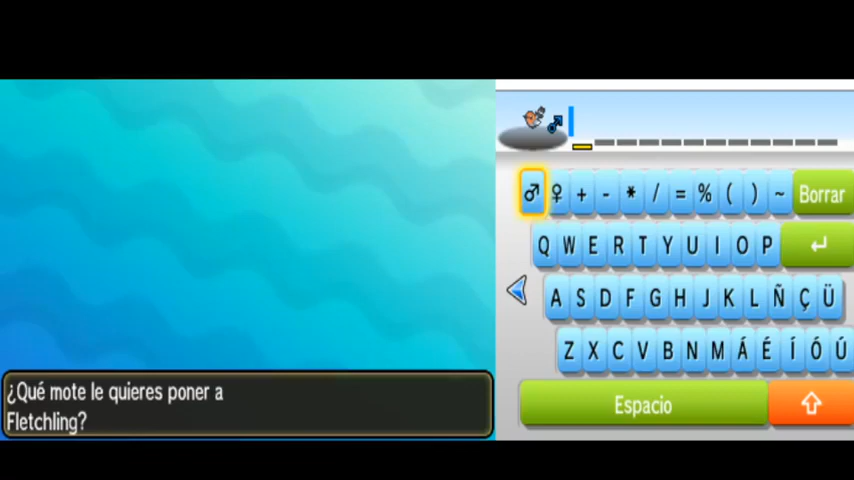 ¿Qué mote le quieres poner a
Fletchling?
♂ ♀ + - * / = % ( ) ~ Borrar
Q W E R T Y U I O P ↵
A S D F G H J K L Ñ Ç Ü
Z X C V B N M Á É Í Ó Ú
Espacio